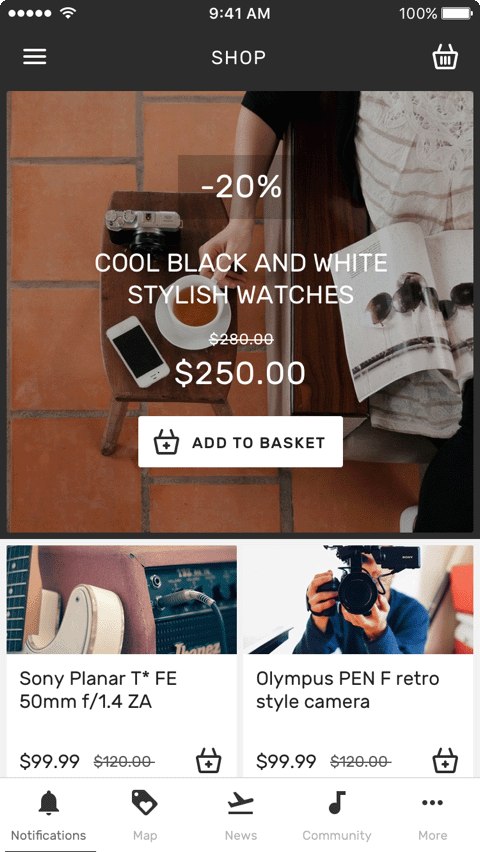 9:41 AM 100%
SHOP
-20%
COOL BLACK AND WHITE
STYLISH WATCHES
$280.00
$250.00
ADD TO BASKET
Ibanez
SONY
Sony Planar T* FE
50mm f/1.4 ZA
Olympus PEN F retro
style camera
$99.99 $120.00
$99.99 $120.00
Notifications Map News Community More